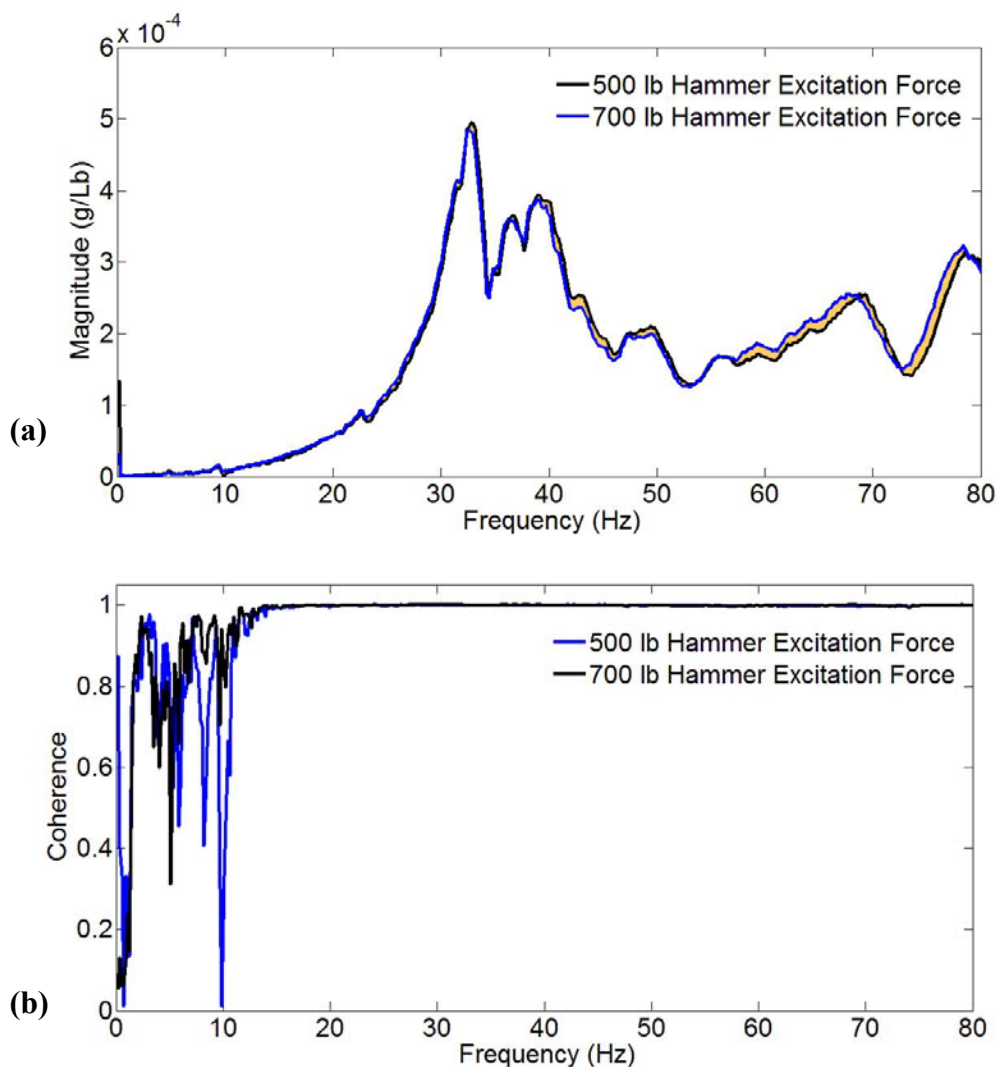 × 10-4
6
5
4
3
2
1
0
Magnitude (g/Lb)
500 lb Hammer Excitation Force
700 lb Hammer Excitation Force
0 10 20 30 40 50 60 70 80
Frequency (Hz)
(a)
1
0.8
0.6
0.4
0.2
0
Coherence
500 lb Hammer Excitation Force
700 lb Hammer Excitation Force
0 10 20 30 40 50 60 70 80
Frequency (Hz)
(b)